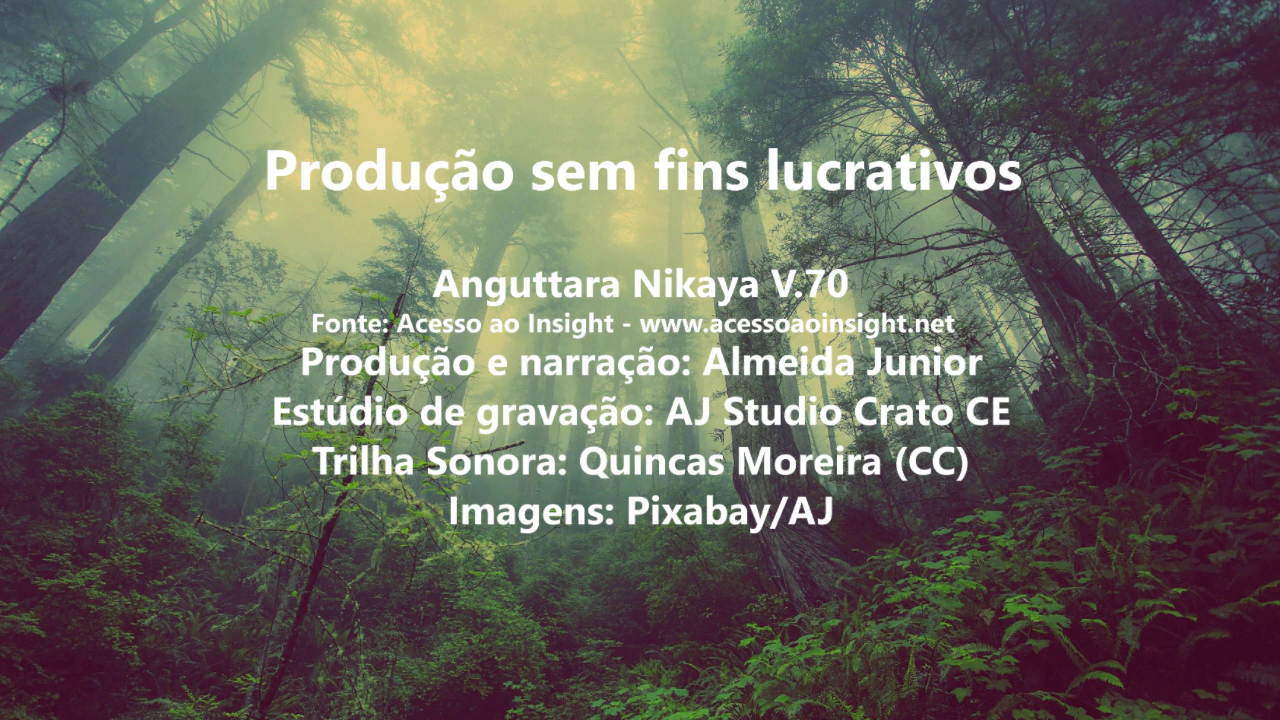 Produção sem fins lucrativos
Anguttara Nikaya V.70
Fonte: Acesso ao Insight - www.acessoaoinsight.net
Produção e narração: Almeida Junior
Estúdio de gravação: AJ Studio Crato CE
Trilha Sonora: Quincas Moreira (CC)
Imagens: Pixabay/AJ